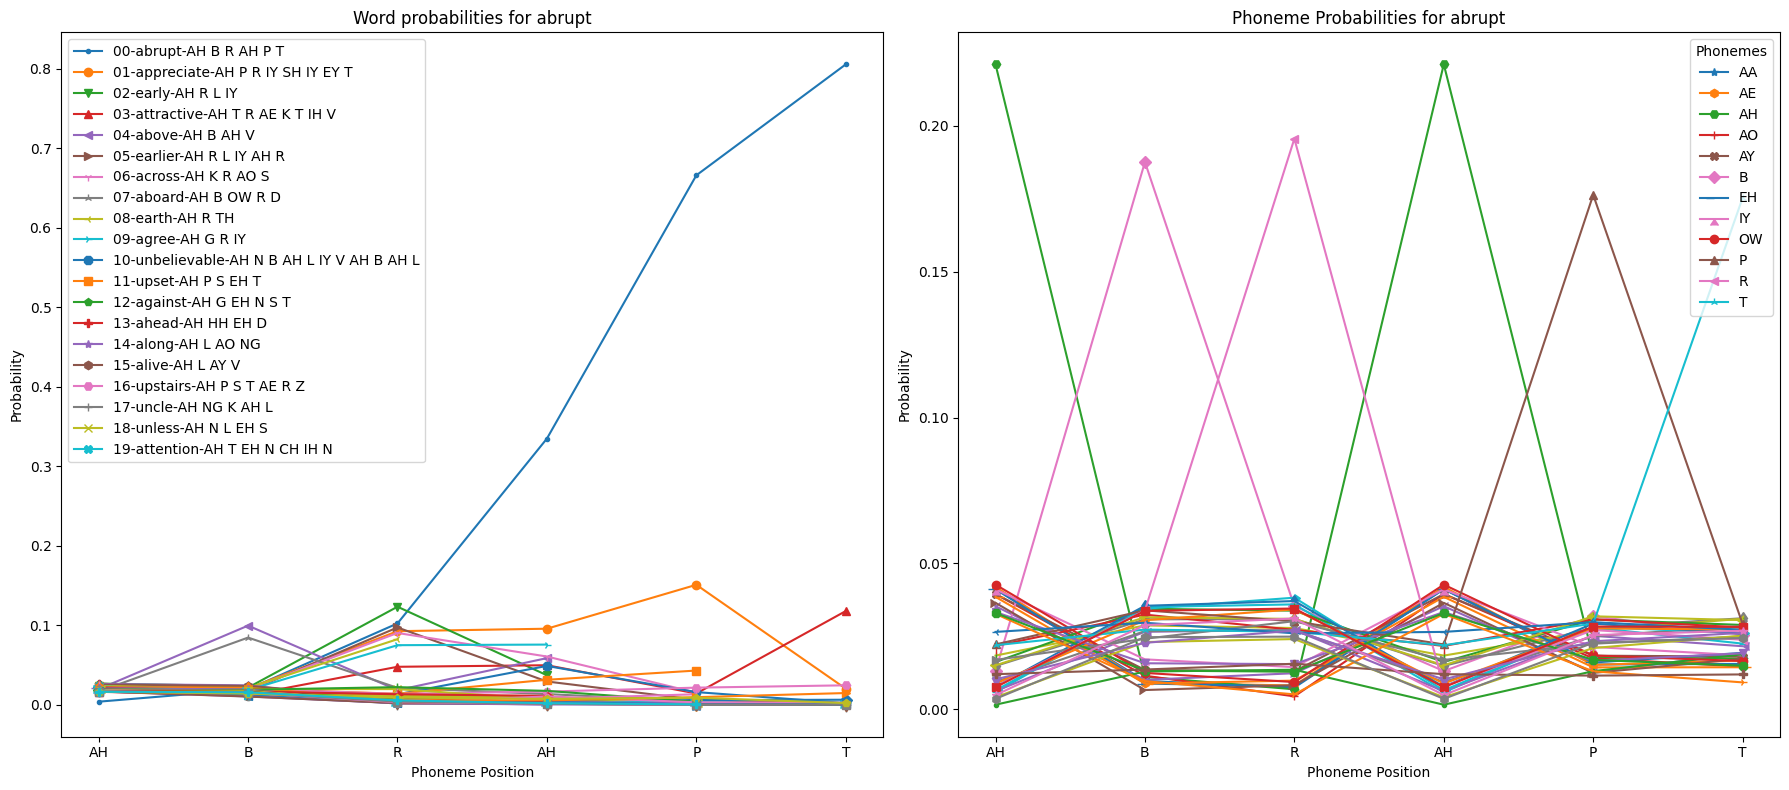 Word probabilities for abrupt
0.8
0.7
0.6
0.5
0.4
0.3
0.2
0.1
0.0
Probability
00-abrupt-AH B R AH P T
01-appreciate-AH P R IY SH IY EY T
02-early-AH R L IY
03-attractive-AH T R AE K T IH V
04-above-AH B AH V
05-earlier-AH R L IY AH R
06-across-AH K R AO S
07-aboard-AH B OW R D
08-earth-AH R TH
09-agree-AH G R IY
10-unbelievable-AH N B AH L IY V AH B AH L
11-upset-AH P S EH T
12-against-AH G EH N S T
13-ahead-AH HH EH D
14-along-AH L AO NG
15-alive-AH L AY V
16-upstairs-AH P S T AE R Z
17-uncle-AH NG K AH L
18-unless-AH N L EH S
19-attention-AH T EH N CH IH N
AH B R AH P T
Phoneme Position
Phoneme Probabilities for abrupt
0.20
0.15
0.10
0.05
0.00
Probability
Phonemes
AA
AE
AH
AO
AY
B
EH
IY
OW
P
R
T
AH B R AH P T
Phoneme Position